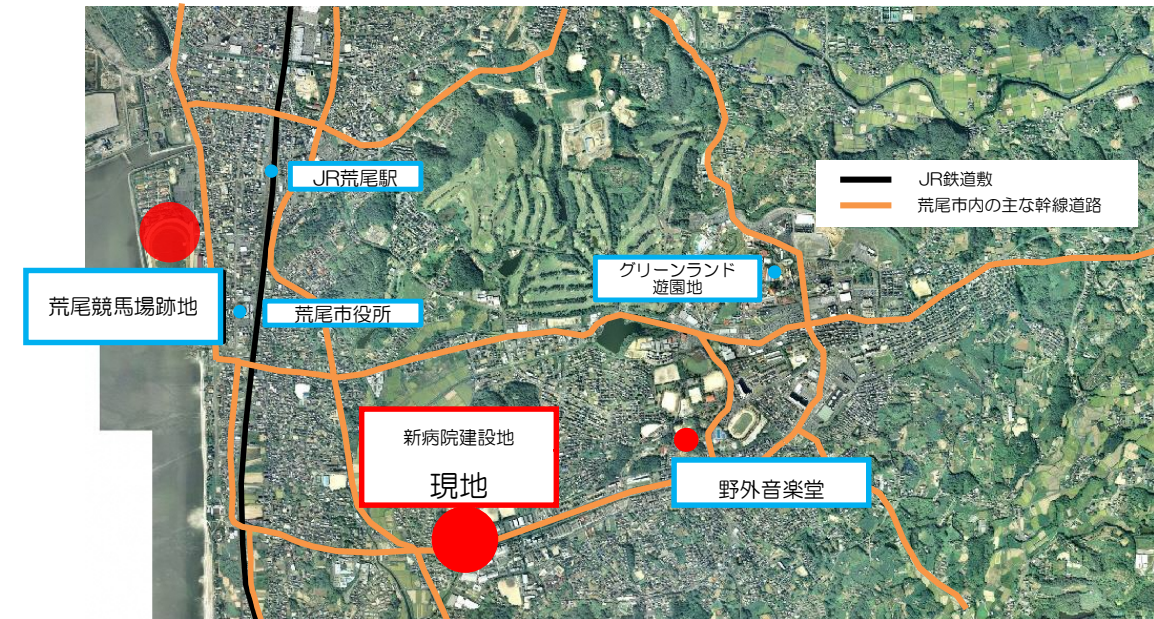 JR荒尾駅
JR鉄道敷
荒尾市内の主な幹線道路
グリーンランド
遊園地
荒尾競馬場跡地
荒尾市役所
新病院建設地
現地
野外音楽堂